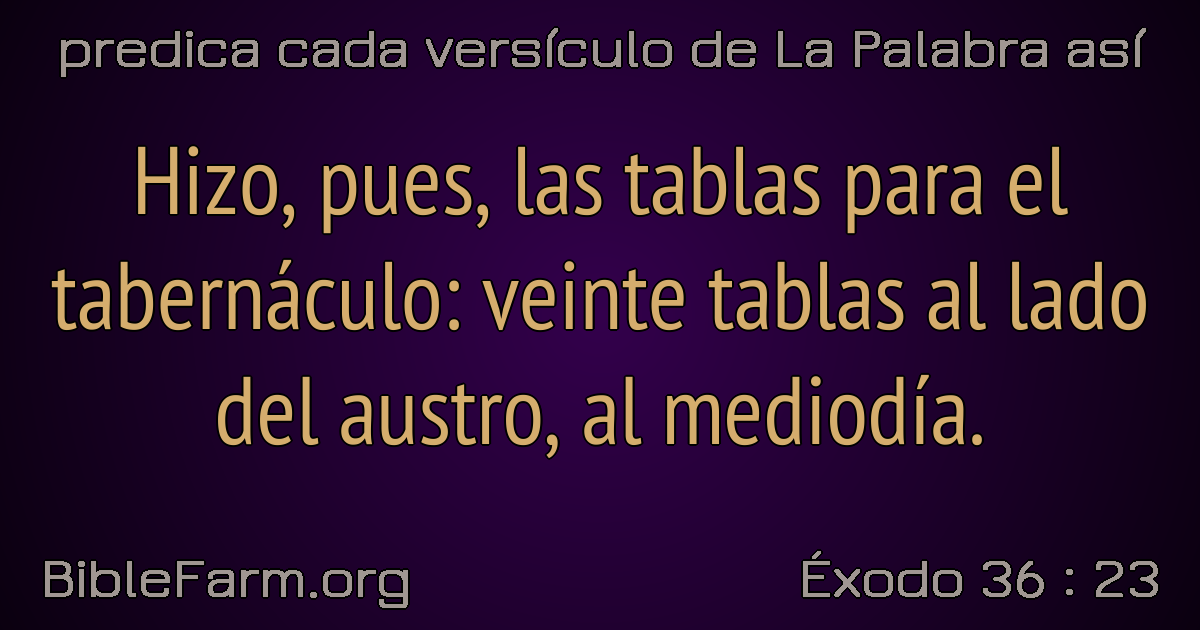 predica cada versículo de La Palabra así
Hizo, pues, las tablas para el
tabernáculo: veinte tablas al lado
del austro, al mediodía.
BibleFarm.org
Éxodo 36 : 23